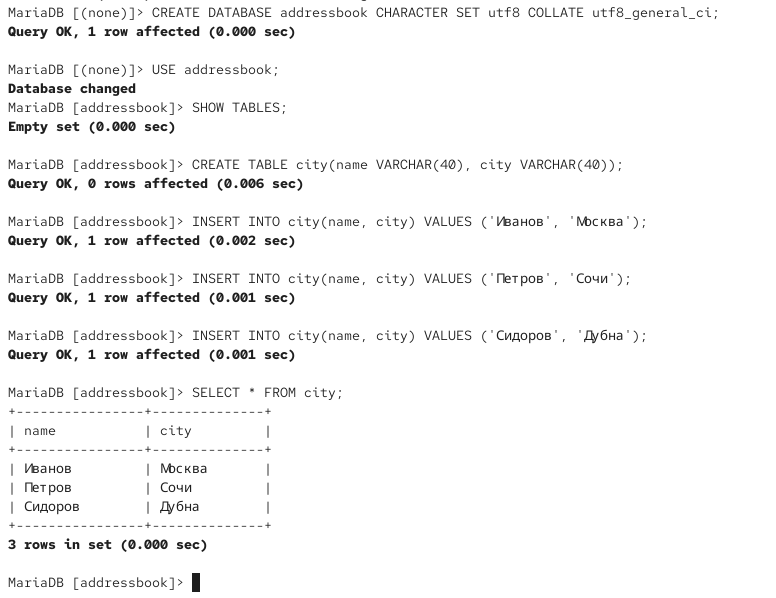 MariaDB [(none)]> CREATE DATABASE addressbook CHARACTER SET utf8 COLLATE utf8_general_ci;
Query OK, 1 row affected (0.000 sec)
MariaDB [(none)]> USE addressbook;
Database changed
MariaDB [addressbook]> SHOW TABLES;
Empty set (0.000 sec)
MariaDB [addressbook]> CREATE TABLE city(name VARCHAR(40), city VARCHAR(40));
Query OK, 0 rows affected (0.006 sec)
MariaDB [addressbook]> INSERT INTO city(name, city) VALUES ('Иванов', 'Москва');
Query OK, 1 row affected (0.002 sec)
MariaDB [addressbook]> INSERT INTO city(name, city) VALUES ('Петров', 'Сочи');
Query OK, 1 row affected (0.001 sec)
MariaDB [addressbook]> INSERT INTO city(name, city) VALUES ('Сидоров', 'Дубна');
Query OK, 1 row affected (0.001 sec)
MariaDB [addressbook]> SELECT * FROM city;
+----------------+--------------+
| name           | city         |
+----------------+--------------+
| Иванов         | Москва       |
| Петров         | Сочи         |
| Сидоров        | Дубна        |
+----------------+--------------+
3 rows in set (0.000 sec)
MariaDB [addressbook]>